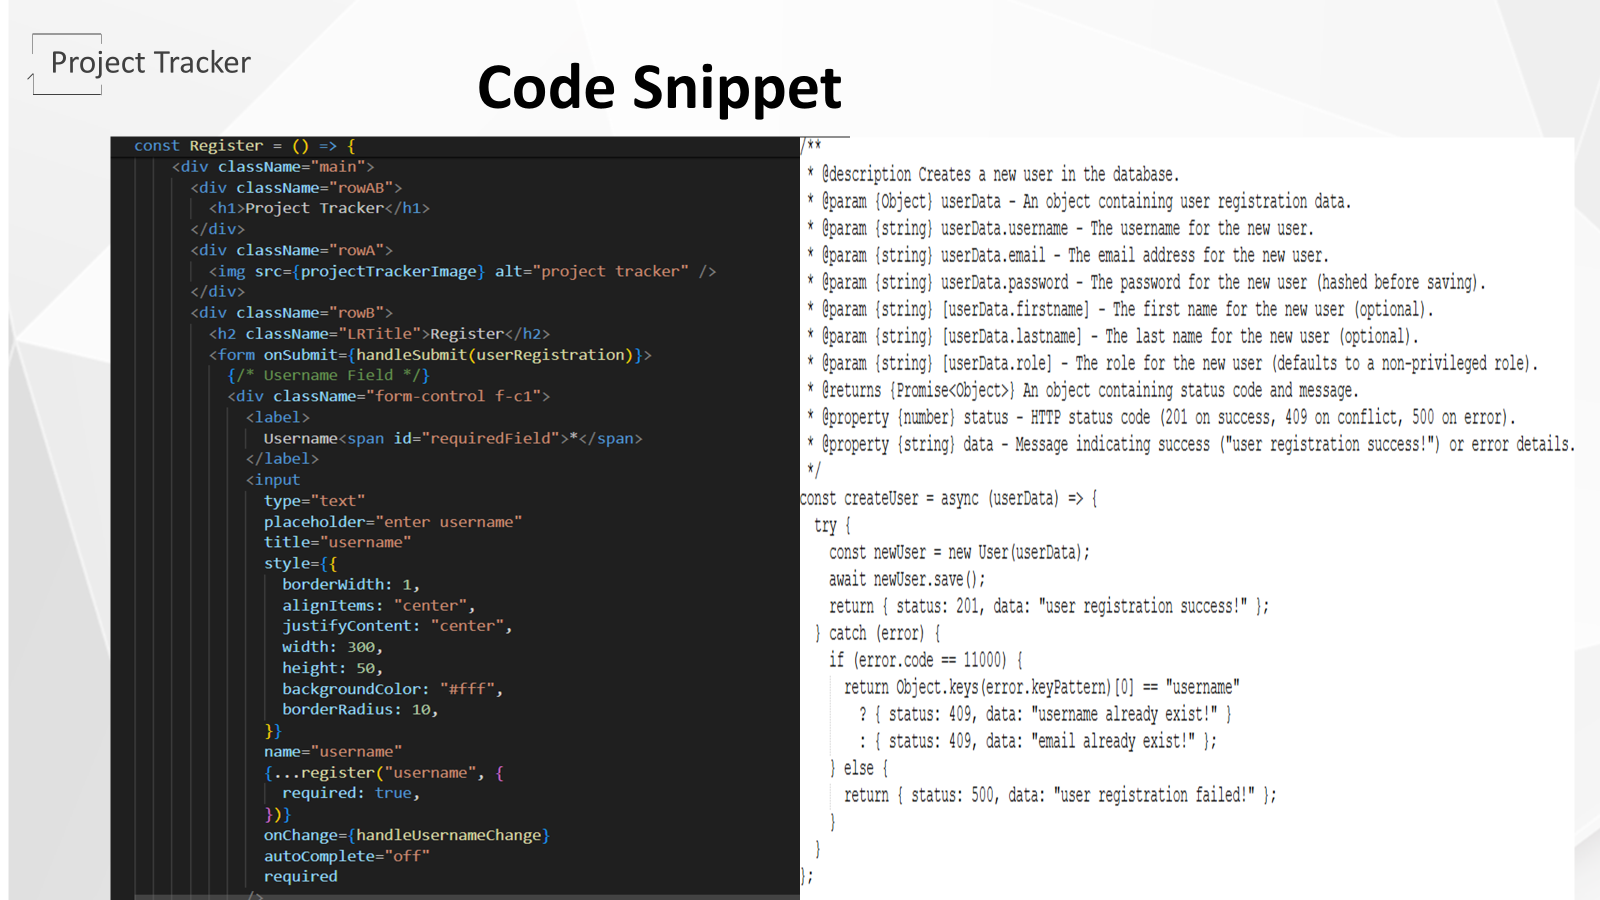 Project Tracker
Code Snippet
const Register = () => {
<div className="main">
<div className="rowAB">
<h1>Project Tracker</h1>
</div>
<div className="rowA">
<img src={projectTrackerImage} alt="project tracker" />
</div>
<div className="rowB">
<h2 className="LRTitle">Register</h2>
<form onSubmit={handleSubmit(userRegistration)}>
{/* Username Field */}
<div className="form-control f-c1">
<label>
Username<span id="requiredField">*</span>
</label>
<input
type="text"
placeholder="enter username"
title="username"
style={{
borderWidth: 1,
alignItems: "center",
justifyContent: "center",
width: 300,
height: 50,
backgroundColor: "#fff",
borderRadius: 10,
}}
name="username"
{...register("username", {
required: true,
})}
onChange={handleUsernameChange}
autoComplete="off"
required
/>
/**
* @description Creates a new user in the database.
* @param {Object} userData - An object containing user registration data.
* @param {string} userData.username - The username for the new user.
* @param {string} userData.email - The email address for the new user.
* @param {string} userData.password - The password for the new user (hashed before saving).
* @param {string} [userData.firstname] - The first name for the new user (optional).
* @param {string} [userData.lastname] - The last name for the new user (optional).
* @param {string} [userData.role] - The role for the new user (defaults to a non-privileged role).
* @returns {Promise<Object>} An object containing status code and message.
* @property {number} status - HTTP status code (201 on success, 409 on conflict, 500 on error).
* @property {string} data - Message indicating success ("user registration success!") or error details.
*/
const createUser = async (userData) => {
try {
const newUser = new User(userData);
await newUser.save();
return { status: 201, data: "user registration success!" };
} catch (error) {
if (error.code == 11000) {
return Object.keys(error.keyPattern)[0] == "username"
? { status: 409, data: "username already exist!" }
: { status: 409, data: "email already exist!" };
} else {
return { status: 500, data: "user registration failed!" };
}
}
};